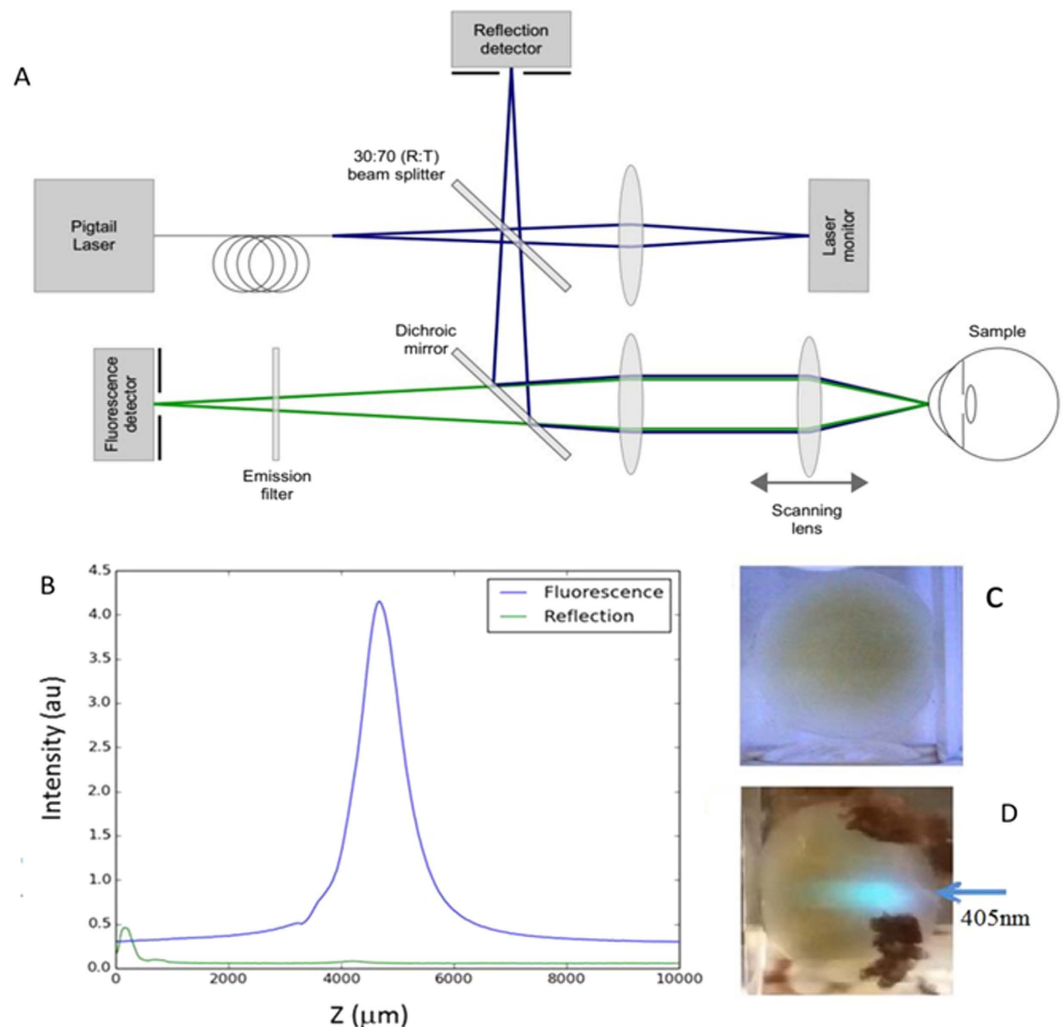 A
Reflection
detector
30:70 (R:T)
beam splitter
Pigtail
Laser
Laser
monitor
Dichroic
mirror
Sample
Fluorescence
detector
Emission
filter
Scanning
lens
B
4.5
4.0
3.5
3.0
2.5
2.0
1.5
1.0
0.5
0.0
Intensity (au)
Fluorescence
Reflection
0
2000
4000
6000
8000
10000
Z (μm)
C
D
405nm